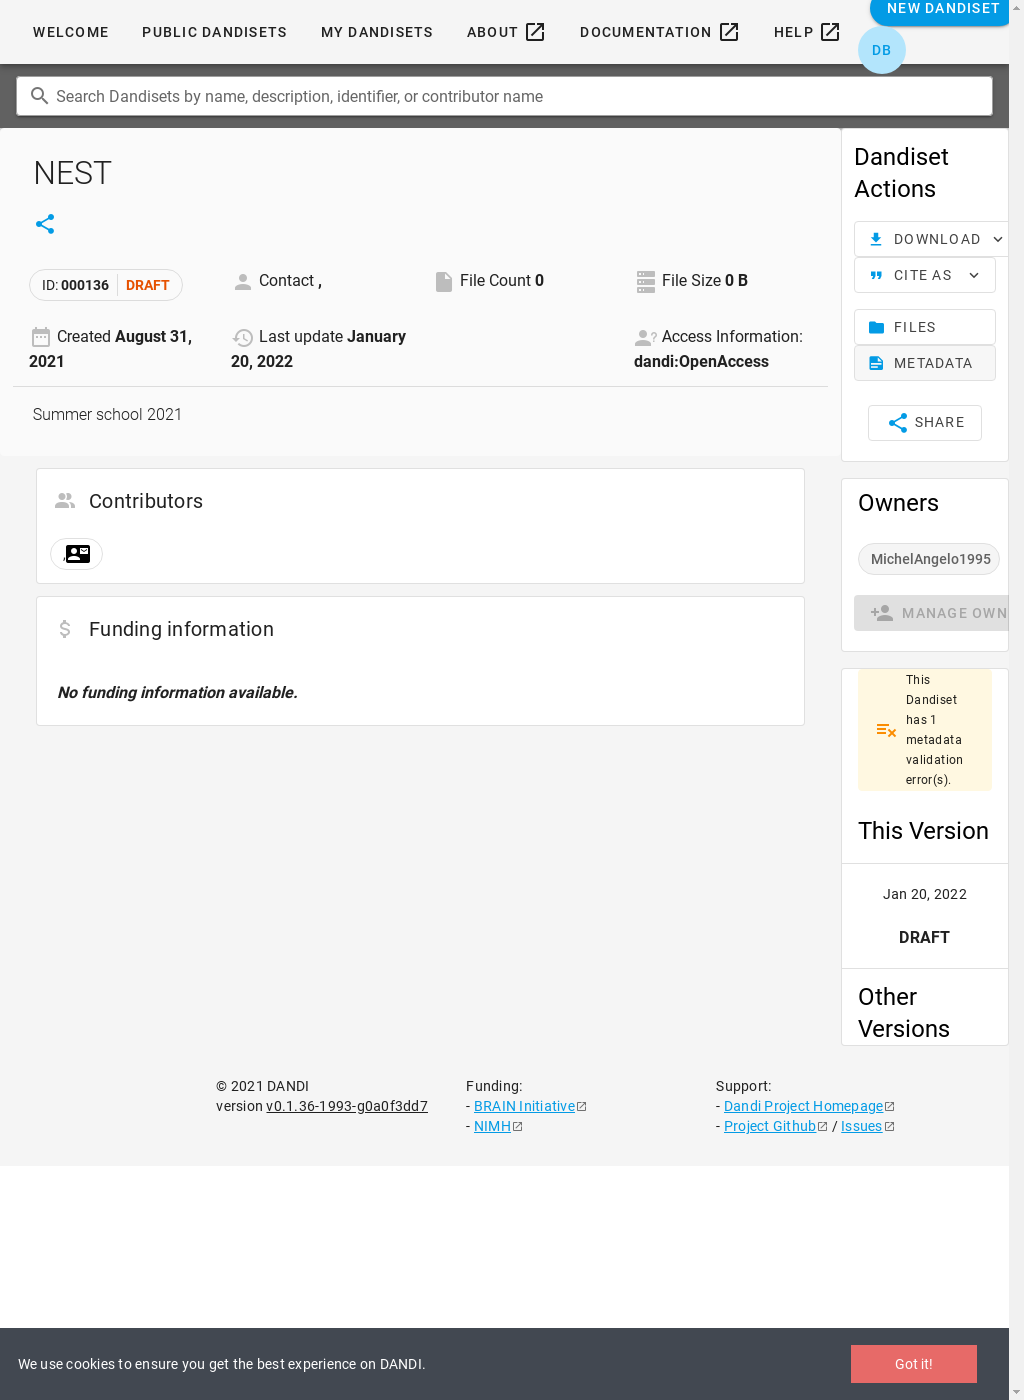 WELCOME PUBLIC DANDISETS MY DANDISETS ABOUT DOCUMENTATION HELP NEW DANDISET
DB
Search Dandisets by name, description, identifier, or contributor name
NEST
ID: 000136 DRAFT
Contact ,
File Count 0
File Size 0 B
Created August 31,
2021
Last update January
20, 2022
Access Information:
dandi:OpenAccess
Summer school 2021
Contributors
,
Funding information
No funding information available.
Dandiset
Actions
DOWNLOAD
CITE AS
FILES
METADATA
SHARE
Owners
MichelAngelo1995
MANAGE OWN
This
Dandiset
has 1
metadata
validation
error(s).
This Version
Jan 20, 2022
DRAFT
Other
Versions
© 2021 DANDI
version v0.1.36-1993-g0a0f3dd7
Funding:
- BRAIN Initiative
- NIMH
Support:
- Dandi Project Homepage
- Project Github / Issues
We use cookies to ensure you get the best experience on DANDI.
Got it!